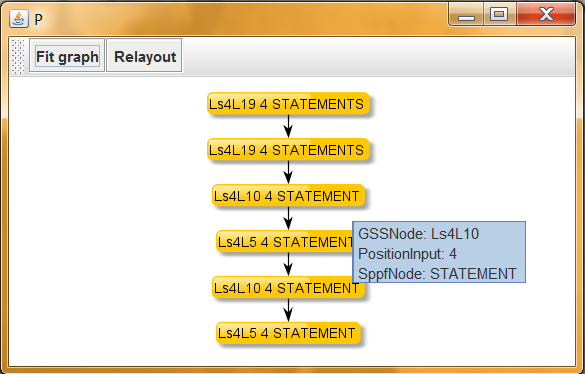 P
Fit graph Relayout
Ls4L19 4 STATEMENTS
Ls4L19 4 STATEMENTS
Ls4L10 4 STATEMENT
Ls4L5 4 STATEMENT
GSSNode: Ls4L10
PositionInput: 4
SppfNode: STATEMENT
Ls4L10 4 STATEMENT
Ls4L5 4 STATEMENT